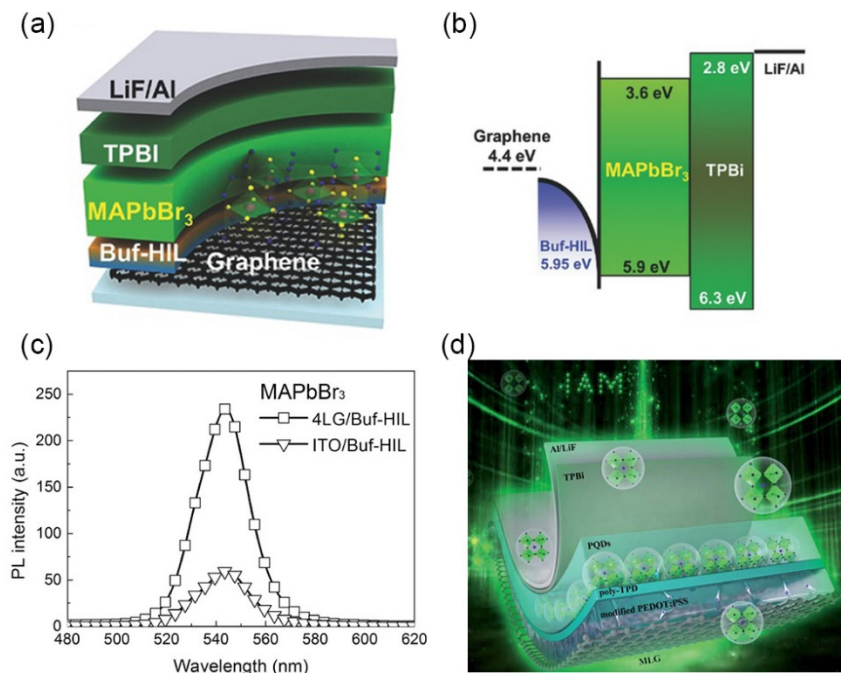 (a)
LiF/Al
TPBI
MAPbBr₃
Buf-HIL
Graphene
(b)
2.8 eV
LiF/Al
3.6 eV
Graphene
4.4 eV
MAPbBr₃
TPBi
Buf-HIL
5.95 eV
5.9 eV
6.3 eV
(c)
250
200
150
100
50
0
PL intensity (a.u.)
MAPbBr₃
4LG/Buf-HIL
ITO/Buf-HIL
480 500 520 540 560 580 600 620
Wavelength (nm)
(d)
IAM
Al/LiF
TPBi
PQDs
poly-TPD
modified PEDOT:PSS
MLG